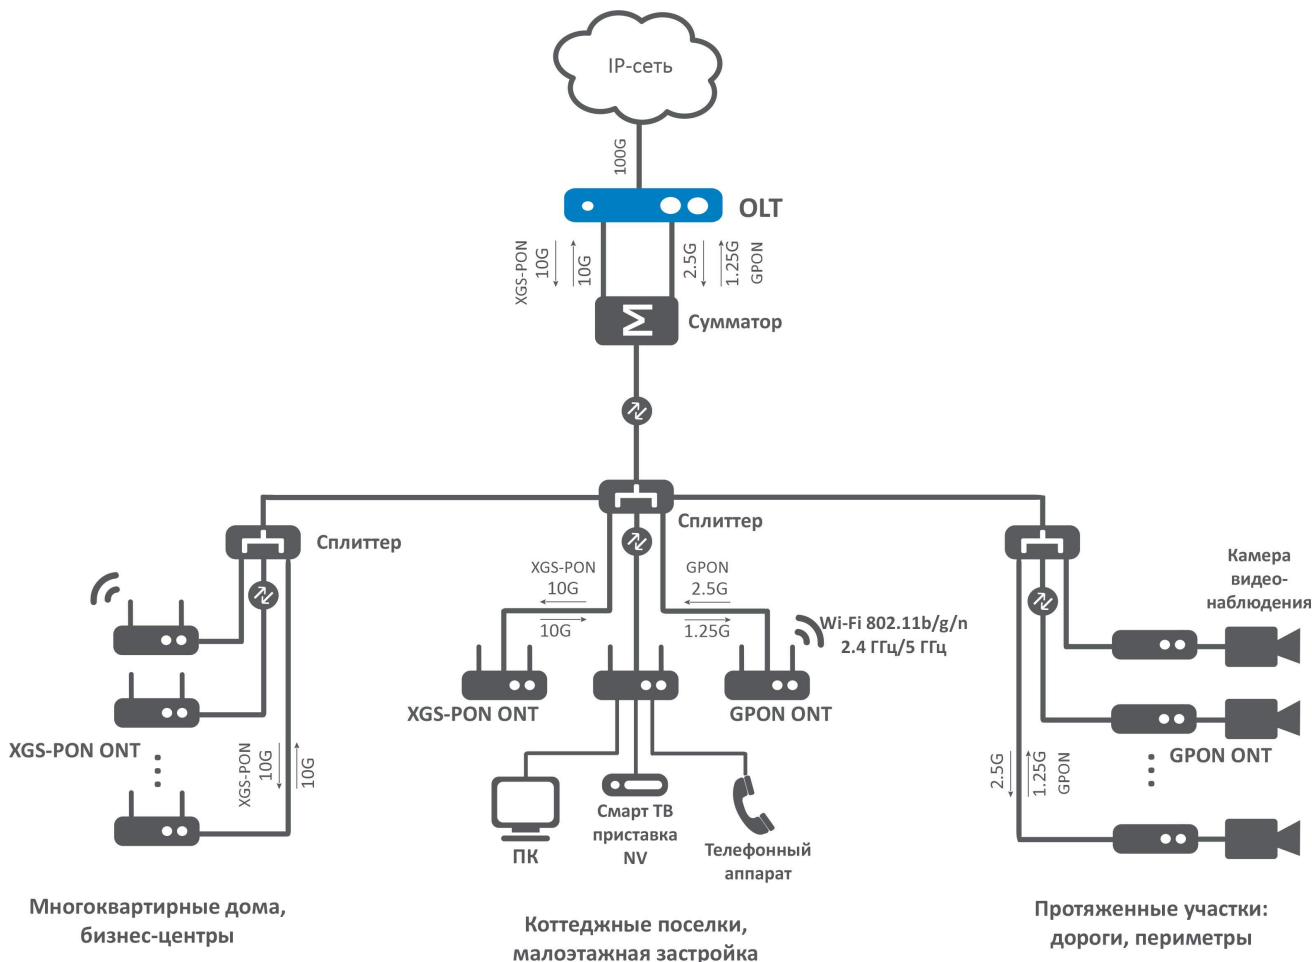 IP-сеть
100G
OLT
XGS-PON
10G
10G
2.5G
1.25G
GPON
Сумматор
Сплиттер
Сплиттер
XGS-PON
10G
10G
GPON
2.5G
1.25G
Wi-Fi 802.11b/g/n
2.4 ГГц/5 ГГц
Камера
видео-
наблюдения
XGS-PON ONT
GPON ONT
XGS-PON ONT
XGS-PON
10G
10G
2.5G
1.25G
GPON
GPON ONT
ПК
Смарт ТВ
приставка
NV
Телефонный
аппарат
Многоквартирные дома,
бизнес-центры
Коттеджные поселки,
малоэтажная застройка
Протяженные участки:
дороги, периметры